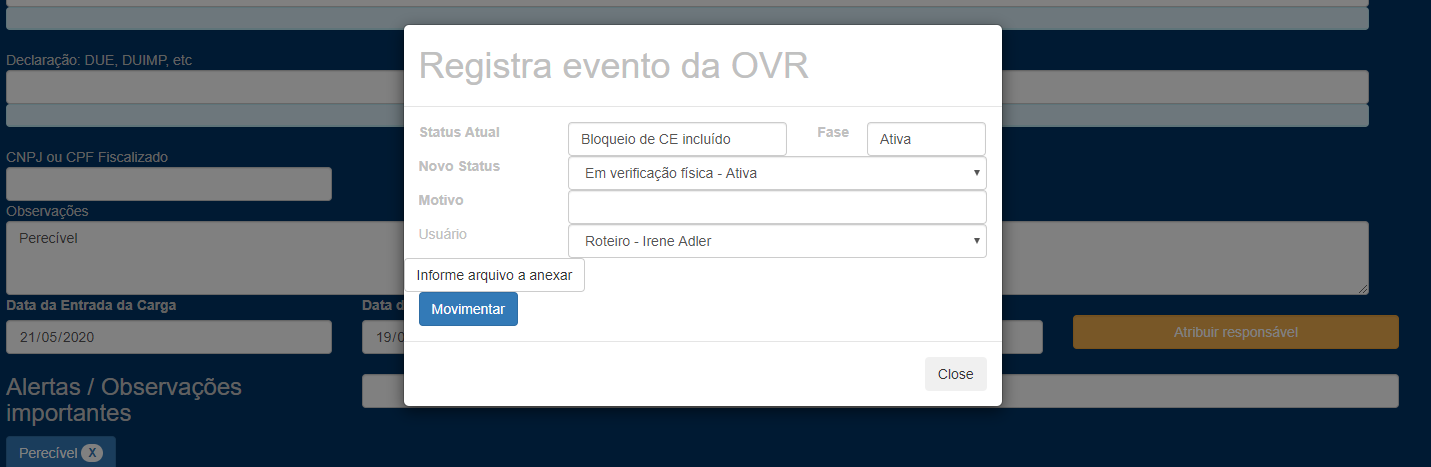 Registra evento da OVR
Declaração: DUE, DUIMP, etc
Status Atual Bloqueio de CE incluído Fase Ativa
CNPJ ou CPF Fiscalizado
Novo Status Em verificação física - Ativa
Motivo
Observações
Perecível
Usuário Roteiro - Irene Adler
Informe arquivo a anexar
Data da Entrada da Carga Data d
Movimentar
21/05/2020 19/0
Atribuir responsável
Close
Alertas / Observações
importantes
Perecível X